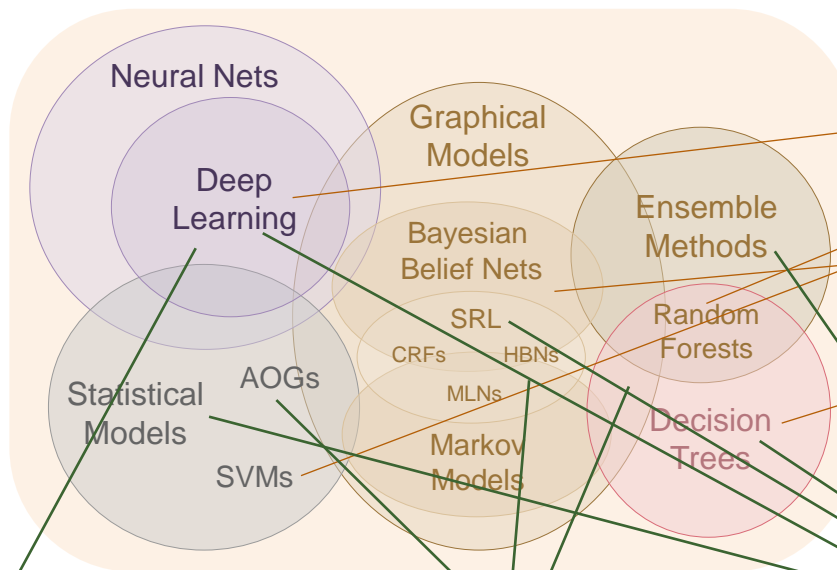 Neural Nets
Deep
Learning
Graphical
Models
Bayesian
Belief Nets
SRL
CRFs
HBNs
MLNs
Markov
Models
Ensemble
Methods
Random
Forests
Decision
Trees
Statistical
Models
AOGs
SVMs